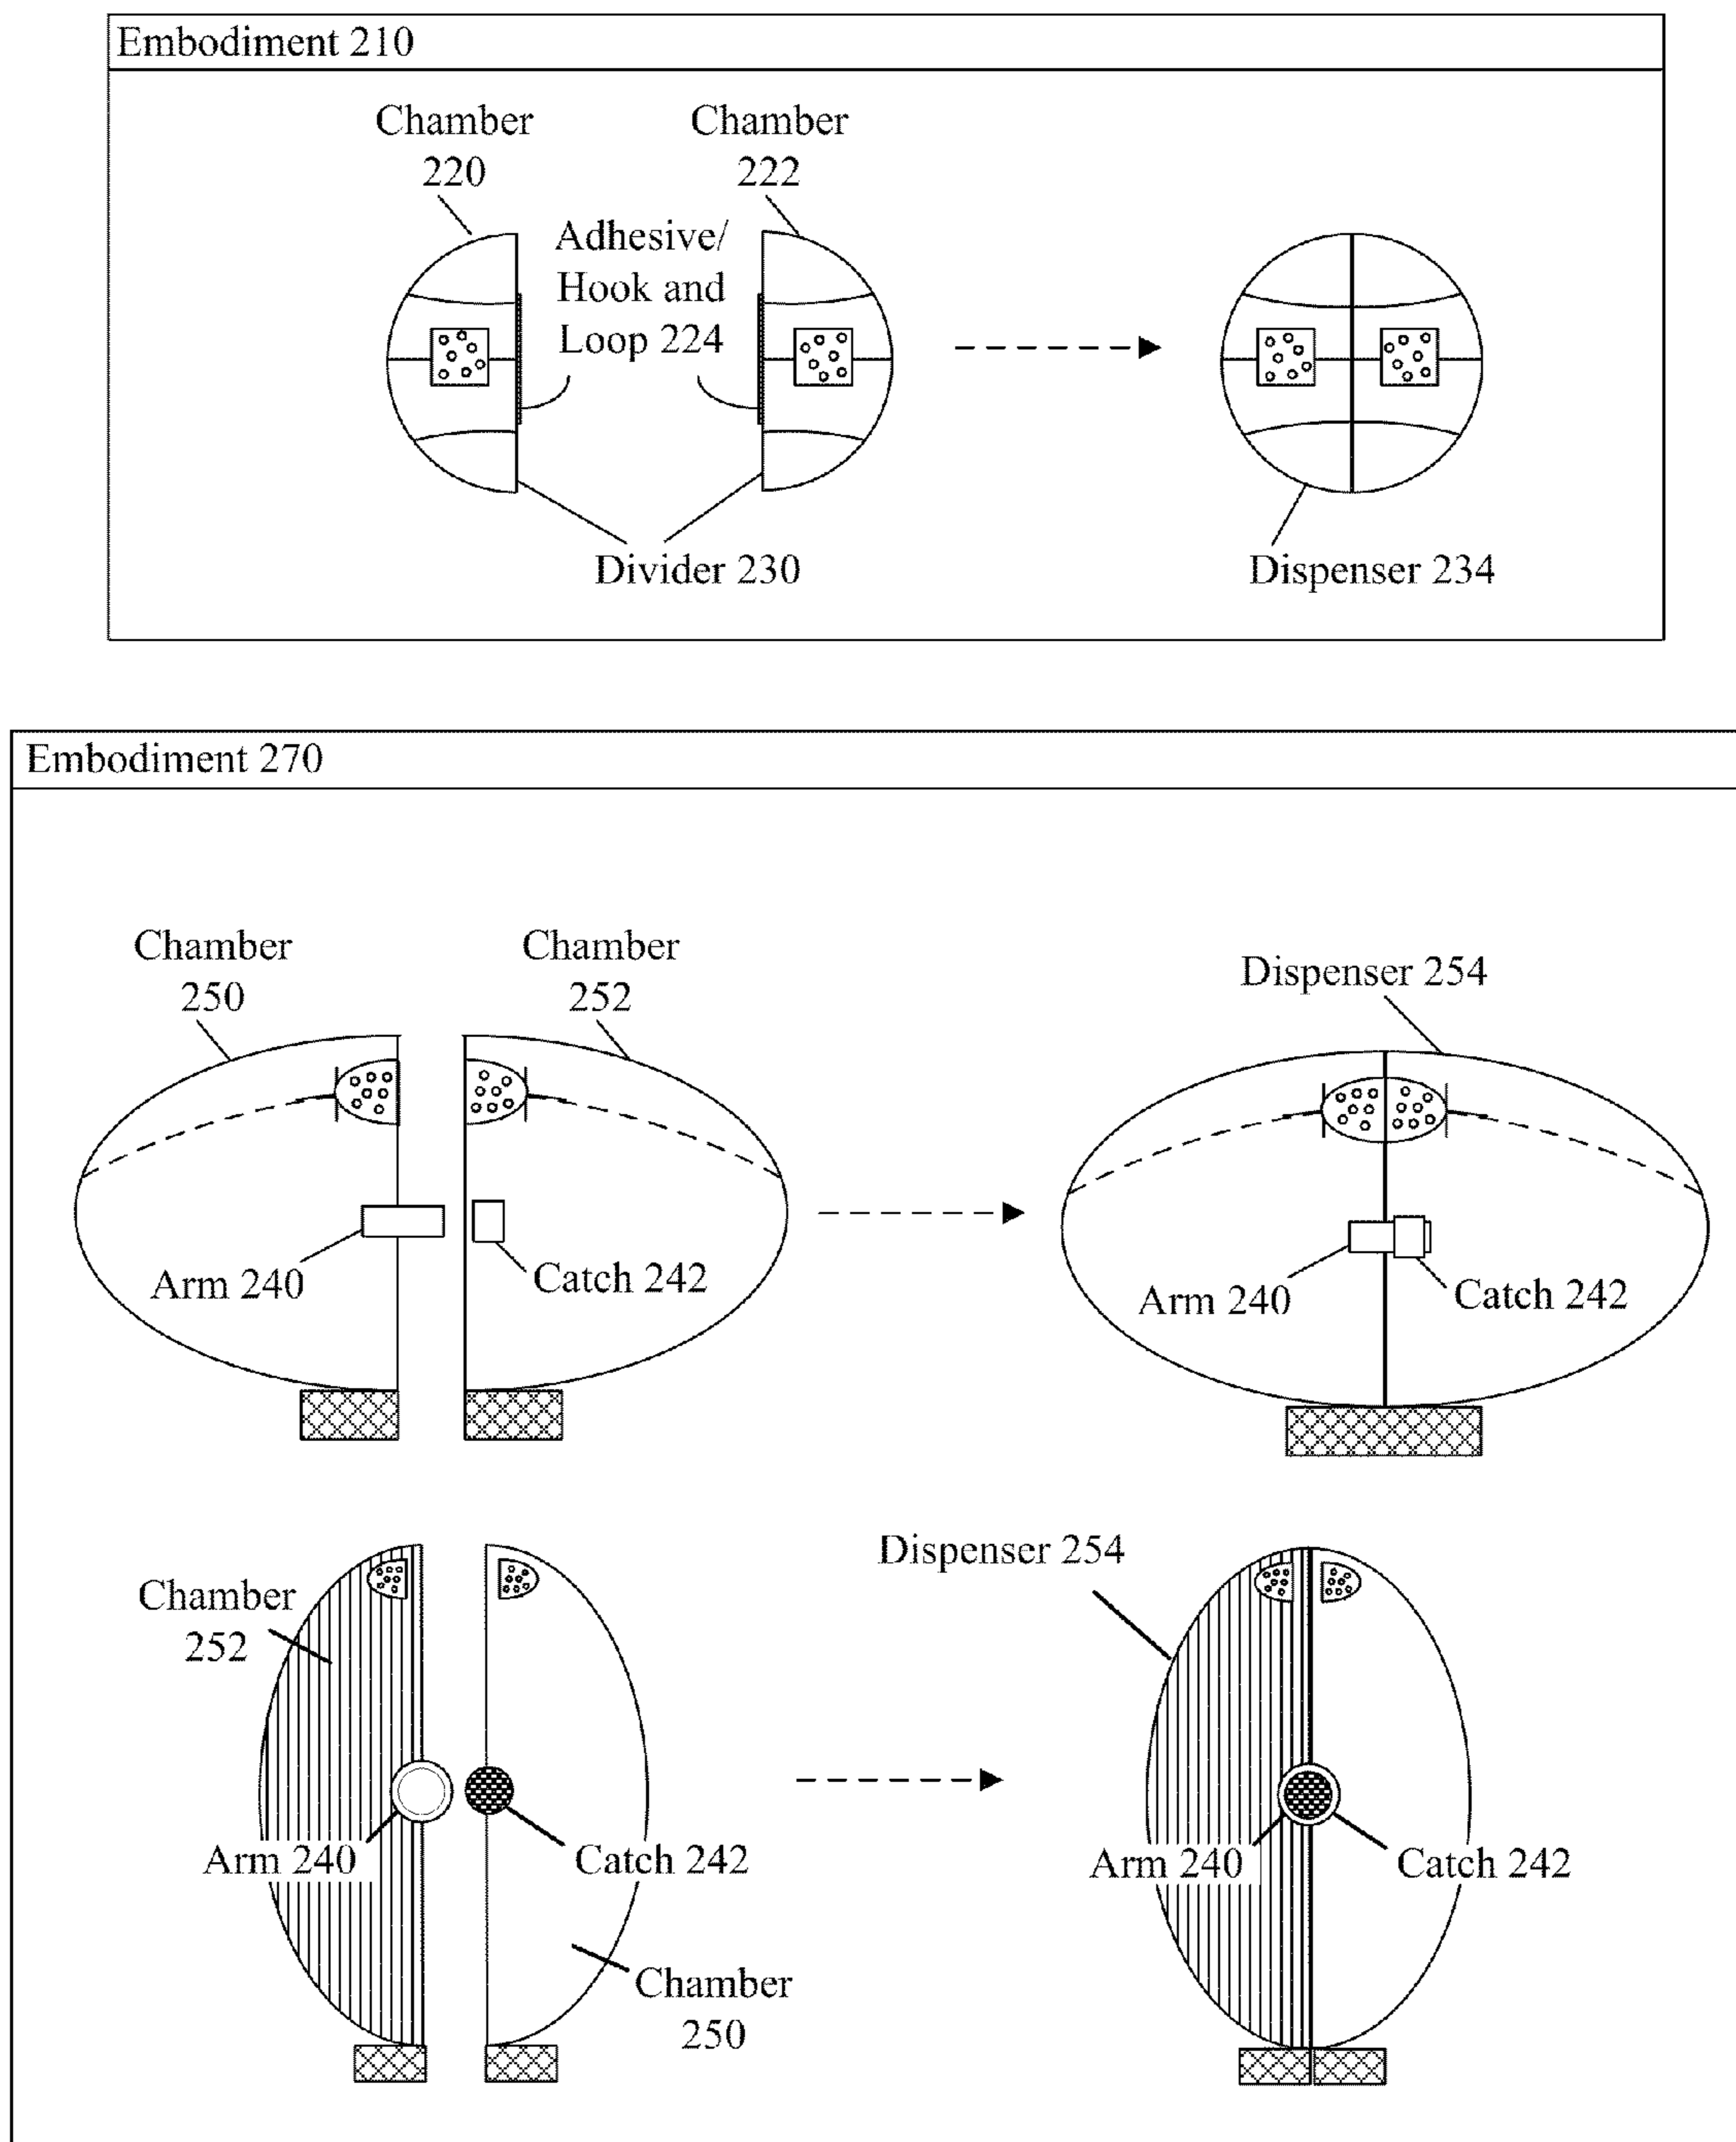 Embodiment 210
Chamber
220
Chamber
222
Adhesive/
Hook and
Loop 224
Divider 230
Dispenser 234
Embodiment 270
Chamber
250
Chamber
252
Dispenser 254
Arm 240
Catch 242
Arm 240
Catch 242
Chamber
252
Dispenser 254
Arm 240
Catch 242
Arm 240
Catch 242
Chamber
250